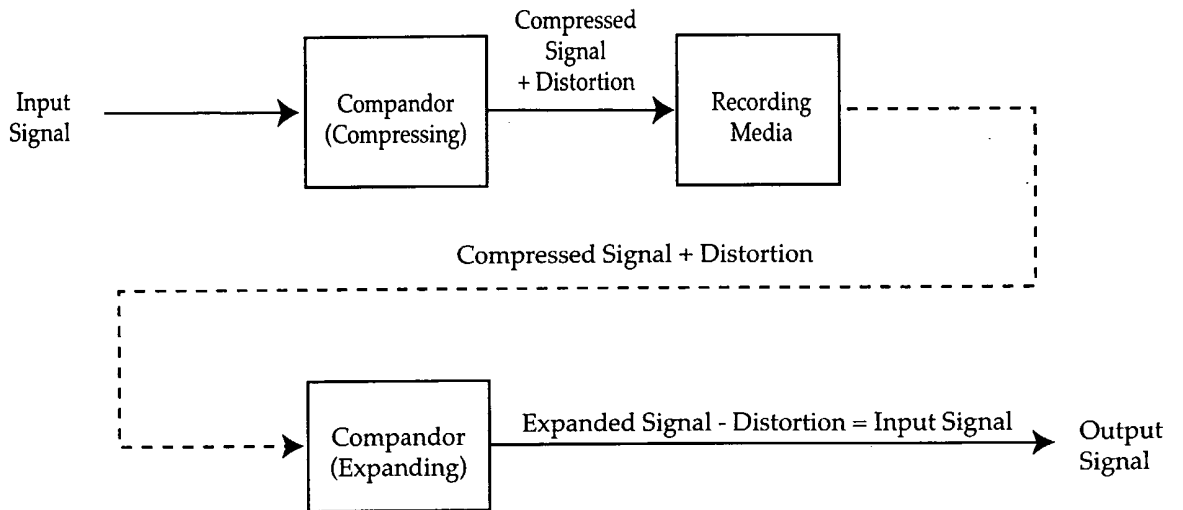 Compressed
Signal
+ Distortion
Input
Signal
Compandor
(Compressing)
Recording
Media
Compressed Signal + Distortion
Compandor
(Expanding)
Expanded Signal - Distortion = Input Signal
Output
Signal